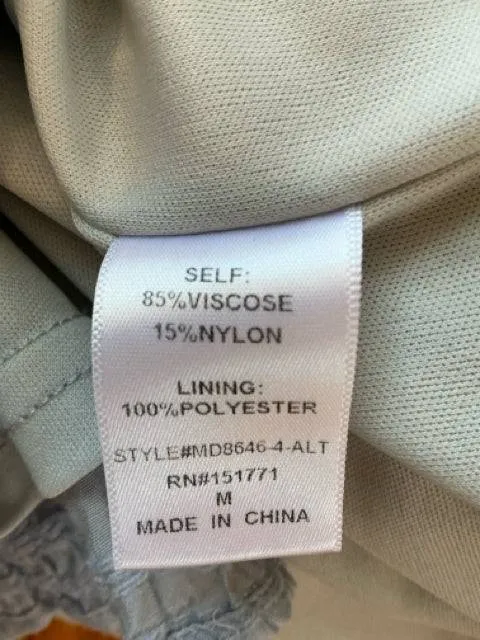 SELF:
85%VISCOSE
15%NYLON
LINING:
100%POLYESTER
STYLE#MD8646-4-ALT
RN#151771
M
MADE IN CHINA